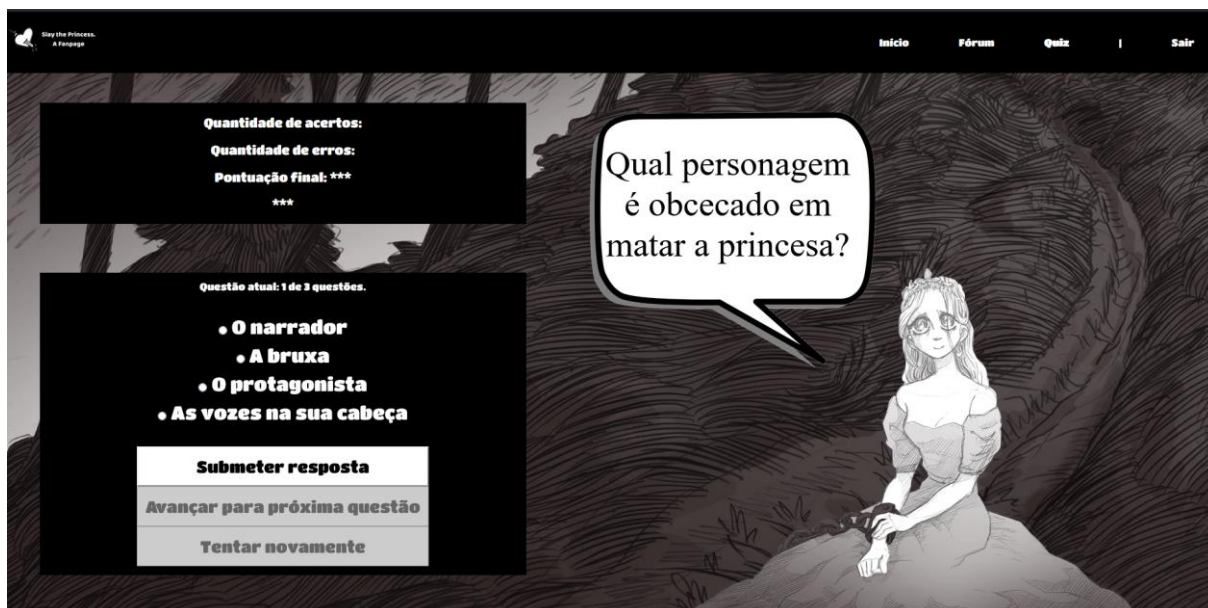 Slay the Princess.
A Fanpage
Início Fórum Quiz | Sair
Quantidade de acertos:
Quantidade de erros:
Pontuação final: ***
***
Qual personagem
é obcecado em
matar a princesa?
Questão atual: 1 de 3 questões.
O narrador
A bruxa
O protagonista
As vozes na sua cabeça
Submeter resposta
Avançar para próxima questão
Tentar novamente